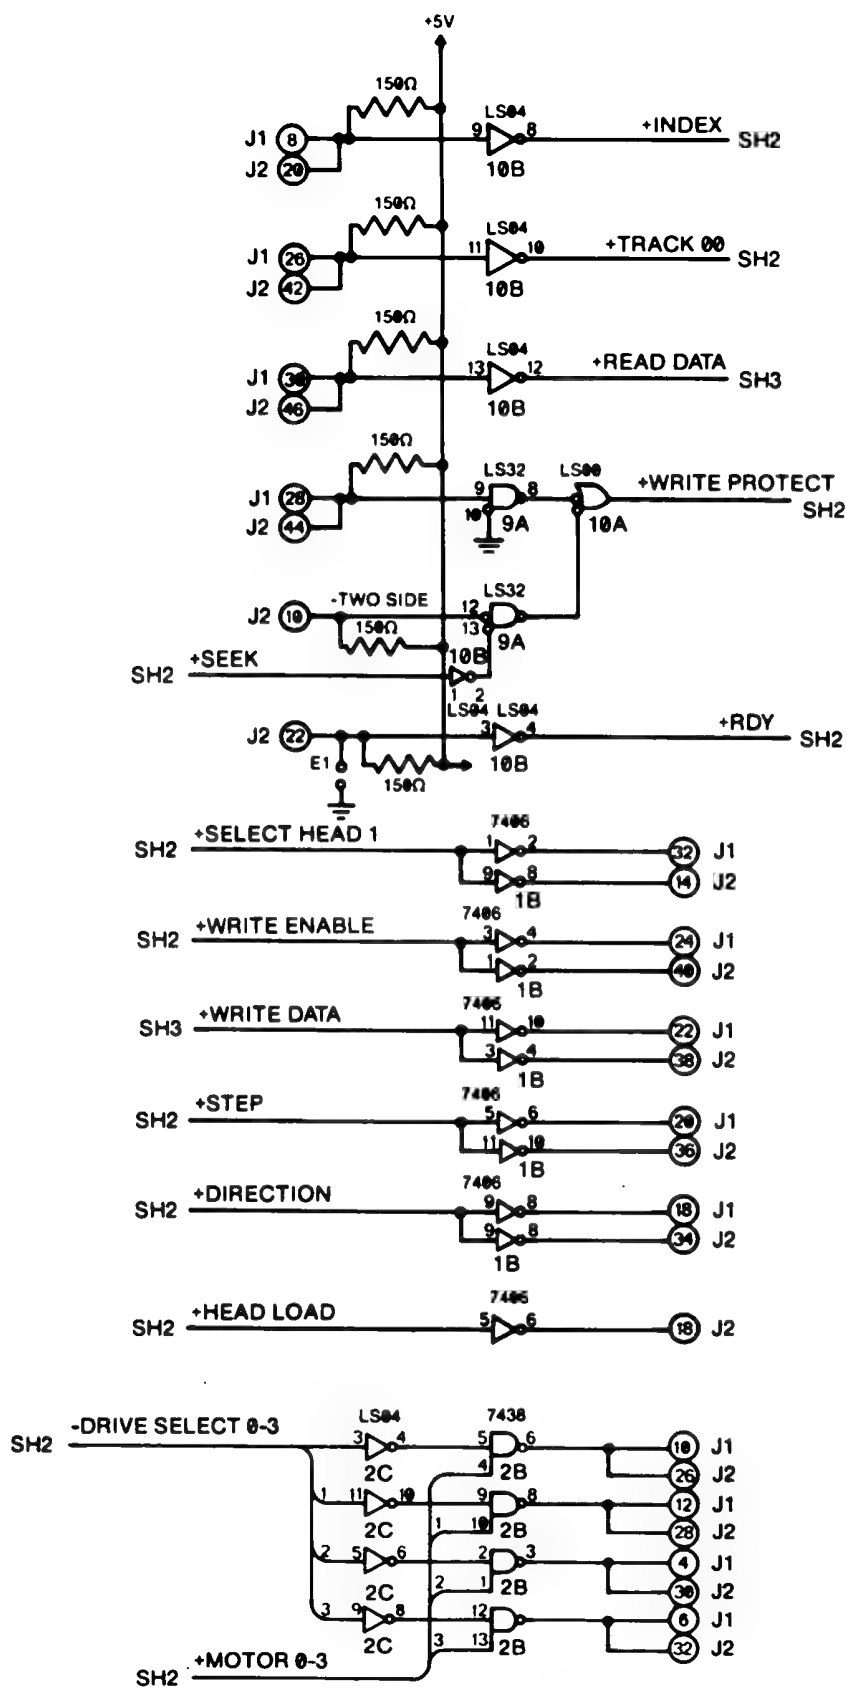 +5V
150Ω
LS04
J1 8 9 8 +INDEX SH2
J2 20 10B
150Ω
LS04
J1 26 11 10 +TRACK 00 SH2
J2 42 10B
150Ω
LS04
J1 30 13 12 +READ DATA SH3
J2 46 10B
150Ω
LS32 LS00
J1 28 9 8 +WRITE PROTECT
10 9A 10A SH2
J2 44
LS32
-TWO SIDE
J2 10 12
13 9A
150Ω
10B
SH2 +SEEK
1 2
LS04 LS04
J2 22 3 4 +RDY SH2
E1 10B
150Ω
7406
SH2 +SELECT HEAD 1 1 2 32 J1
9 8 14 J2
1B
7406
SH2 +WRITE ENABLE 3 4 24 J1
1 2 40 J2
1B
7406
SH3 +WRITE DATA 11 10 22 J1
3 4 38 J2
1B
7406
SH2 +STEP 5 6 20 J1
11 10 36 J2
1B
7406
SH2 +DIRECTION 9 8 18 J1
9 8 34 J2
1B
7406
SH2 +HEAD LOAD 5 6 18 J2
LS04 7438
SH2 -DRIVE SELECT 0-3 3 4 5 6 10 J1
2C 4 2B 26 J2
1 11 10 9 8 12 J1
2C 1 10 2B 28 J2
2 5 6 2 3 4 J1
2C 2 1 2B 30 J2
3 9 8 12 6 J1
2C 3 13 2B 32 J2
SH2 +MOTOR 0-3